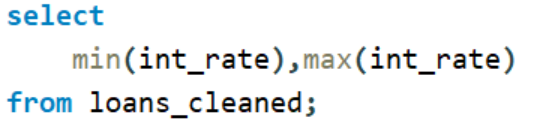 select
    min(int_rate),max(int_rate)
from loans_cleaned;